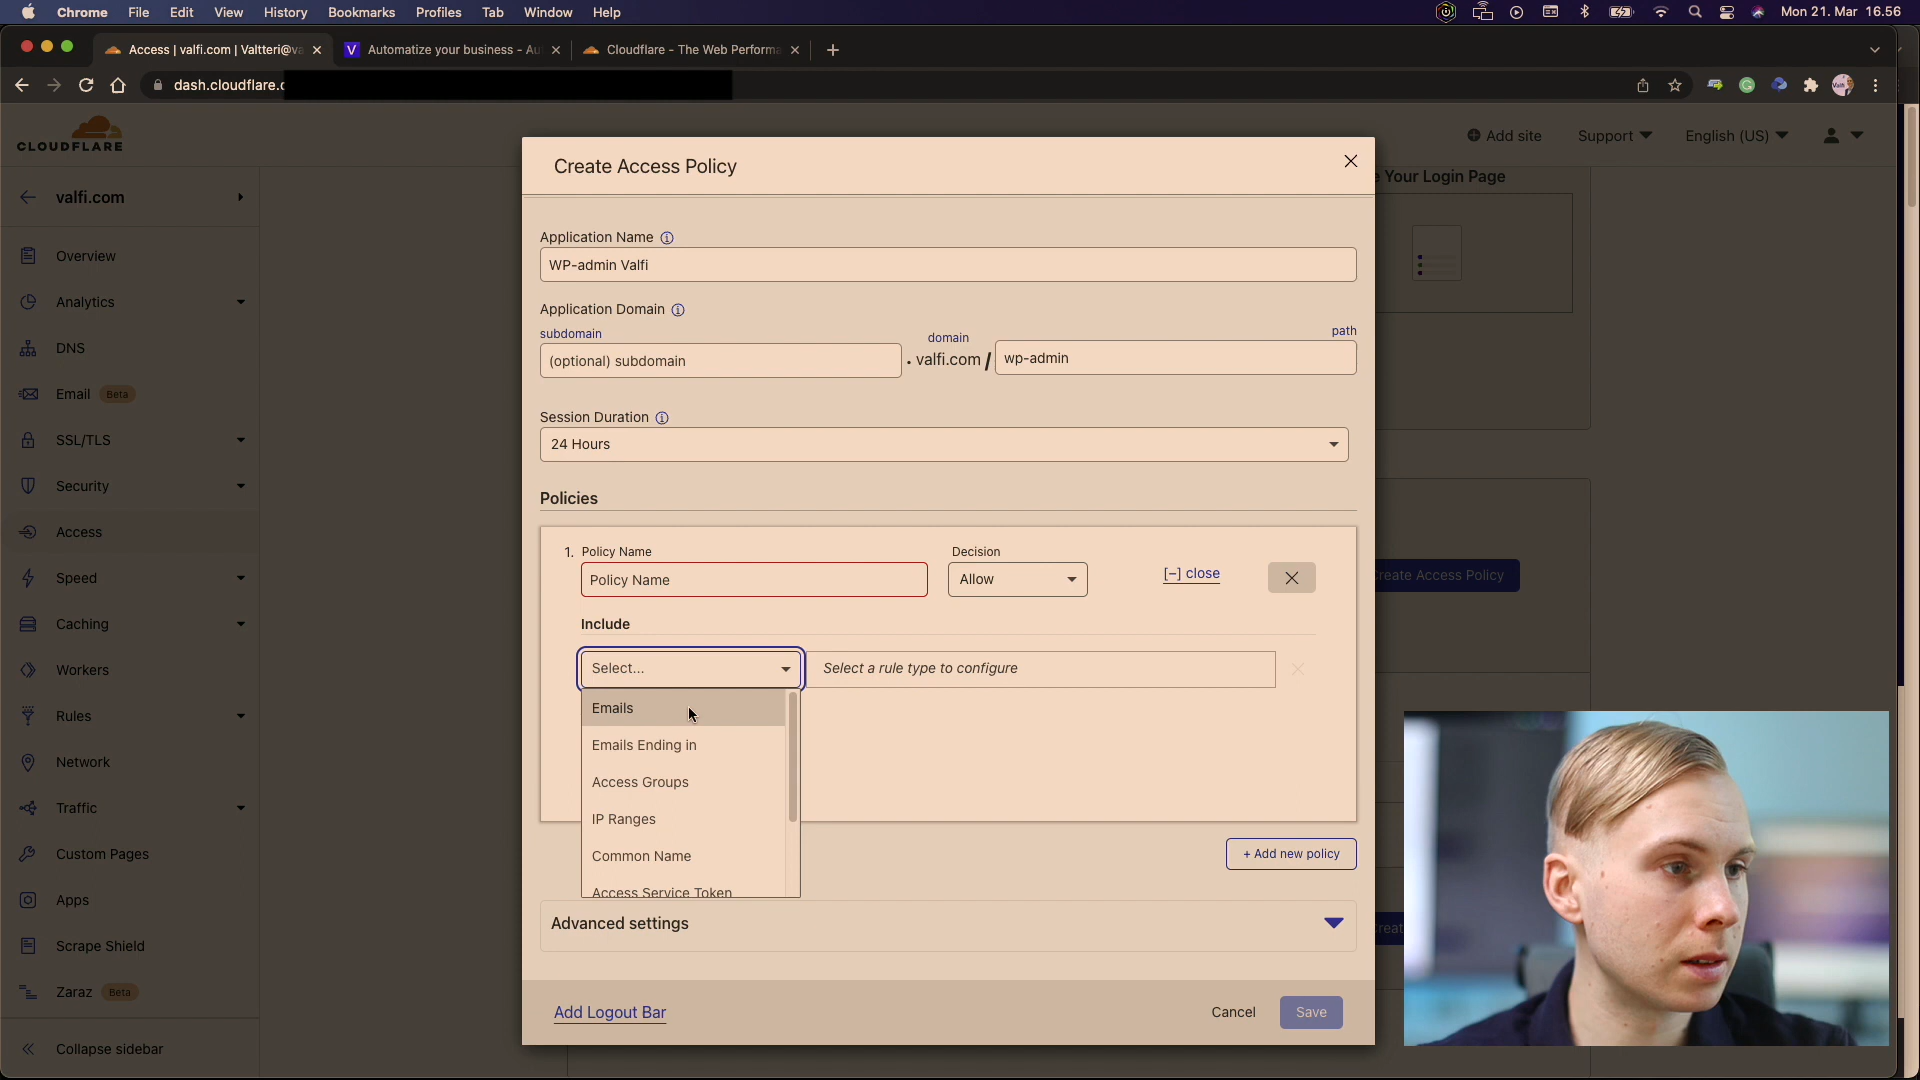 Chrome File Edit View History Bookmarks Profiles Tab Window Help Mon 21. Mar 16.56
Access | valfi.com | Valtteri@va Automatize your business - Au Cloudflare - The Web Performa
dash.cloudflare.c
CLOUDFLARE
Add site Support English (US)
valfi.com
Overview
Analytics
DNS
Email Beta
SSL/TLS
Security
Access
Speed
Caching
Workers
Rules
Network
Traffic
Custom Pages
Apps
Scrape Shield
Zaraz Beta
Collapse sidebar
e Your Login Page
Create Access Policy
Creat
Create Access Policy
Application Name
WP-admin Valfi
Application Domain
subdomain domain path
(optional) subdomain . valfi.com / wp-admin
Session Duration
24 Hours
Policies
1. Policy Name Decision
Policy Name Allow [-] close
Include
Select... Select a rule type to configure
Emails
Emails Ending in
Access Groups
IP Ranges
Common Name
Access Service Token
+ Add new policy
Advanced settings
Add Logout Bar Cancel Save